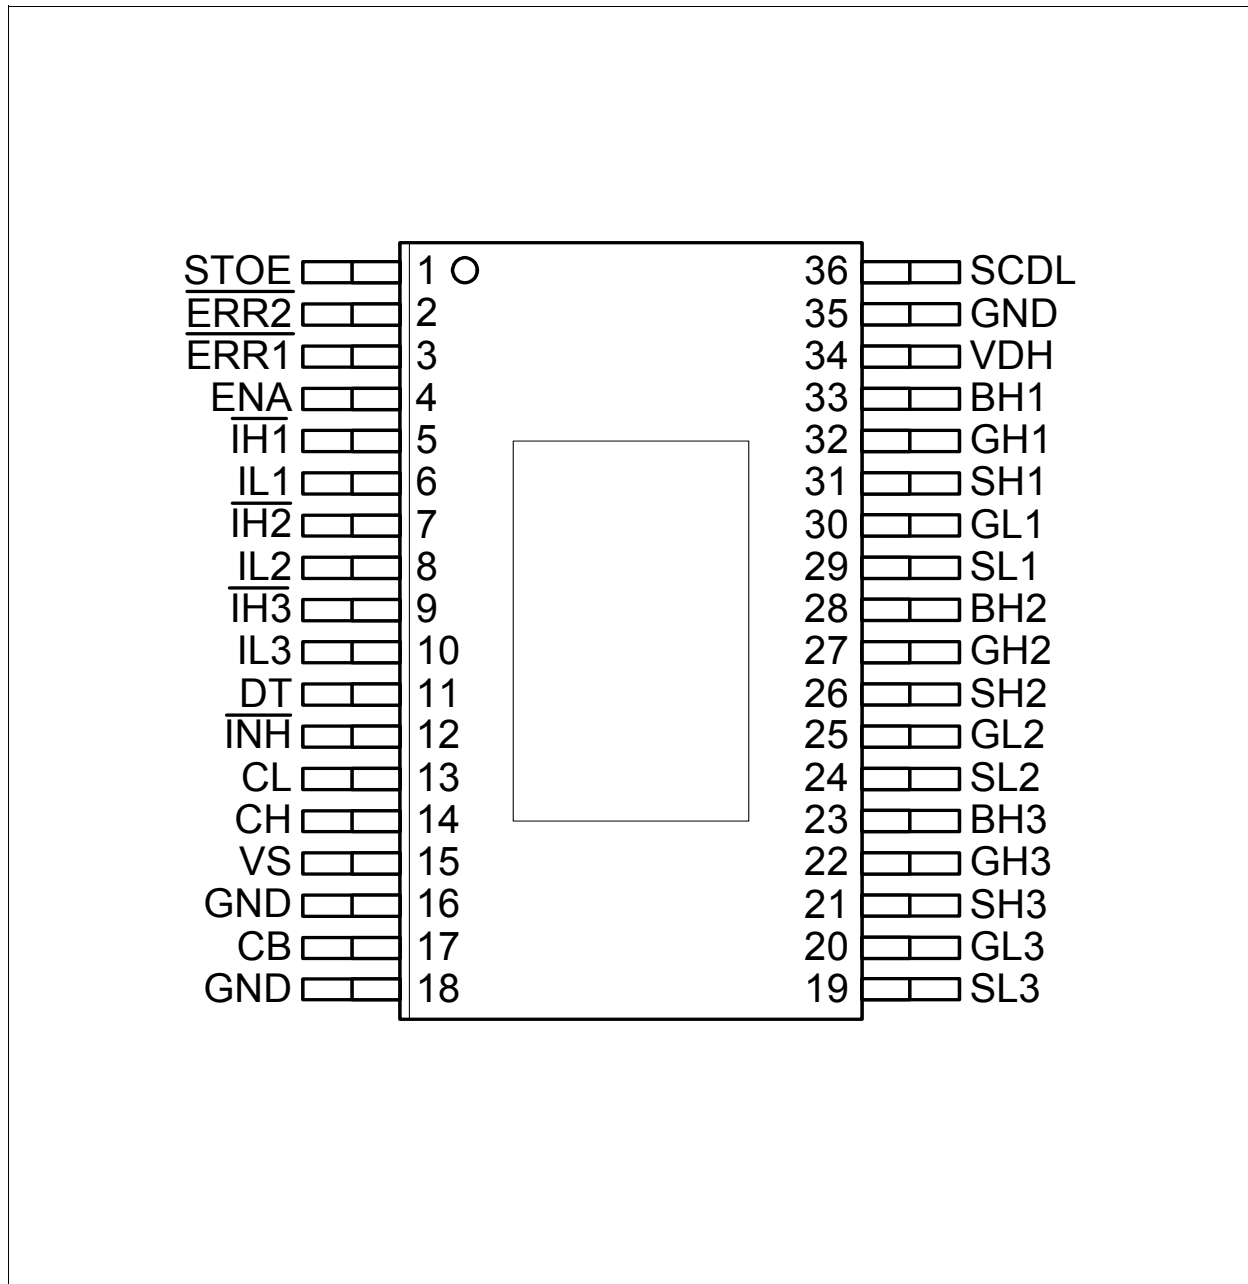 STOE 1 36 SCDL
ERR2 2 35 GND
ERR1 3 34 VDH
ENA 4 33 BH1
IH1 5 32 GH1
IL1 6 31 SH1
IH2 7 30 GL1
IL2 8 29 SL1
IH3 9 28 BH2
IL3 10 27 GH2
DT 11 26 SH2
INH 12 25 GL2
CL 13 24 SL2
CH 14 23 BH3
VS 15 22 GH3
GND 16 21 SH3
CB 17 20 GL3
GND 18 19 SL3